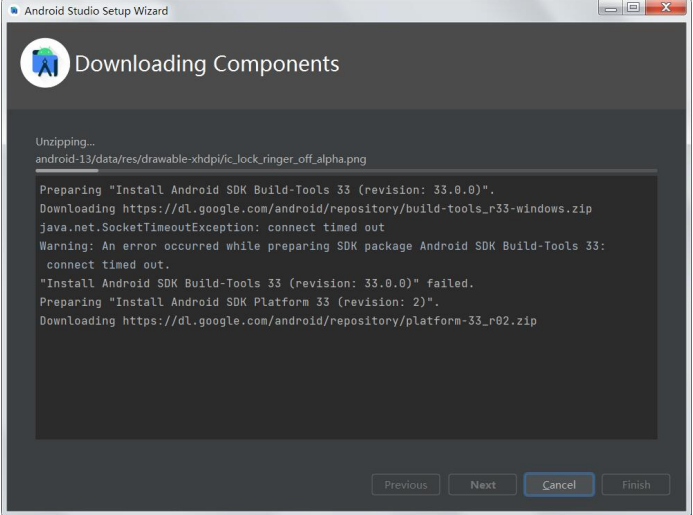 Android Studio Setup Wizard
Downloading Components
Unzipping...
android-13/data/res/drawable-xhdpi/ic_lock_ringer_off_alpha.png
Preparing "Install Android SDK Build-Tools 33 (revision: 33.0.0)".
Downloading https://dl.google.com/android/repository/build-tools_r33-windows.zip
java.net.SocketTimeoutException: connect timed out
Warning: An error occurred while preparing SDK package Android SDK Build-Tools 33:
connect timed out.
"Install Android SDK Build-Tools 33 (revision: 33.0.0)" failed.
Preparing "Install Android SDK Platform 33 (revision: 2)".
Downloading https://dl.google.com/android/repository/platform-33_r02.zip
Previous Next Cancel Finish